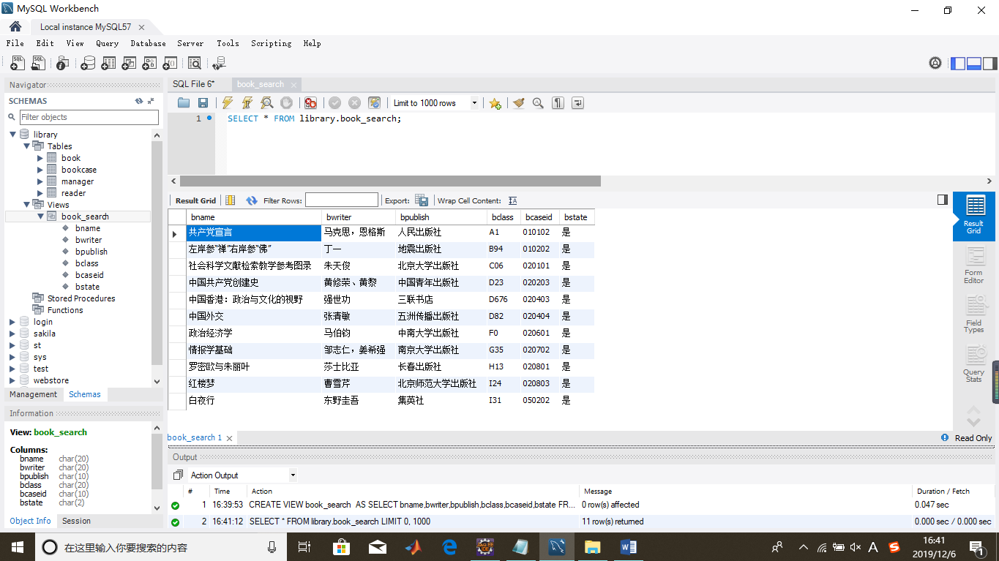 MySQL Workbench
Local instance MySQL57
File Edit View Query Database Server Tools Scripting Help
Navigator
SCHEMAS
Filter objects
library
Tables
book
bookcase
manager
reader
Views
book_search
bname
bwriter
bpublish
bclass
bcaseid
bstate
Stored Procedures
Functions
login
sakila
st
sys
test
webstore
Management Schemas
Information
View: book_search
Columns:
bname char(20)
bwriter char(20)
bpublish char(10)
bclass char(20)
bcaseid char(10)
bstate char(2)
Object Info Session
SQL File 6* book_search
Limit to 1000 rows
1 SELECT * FROM library.book_search;
Result Grid Filter Rows: Export: Wrap Cell Content:
bname bwriter bpublish bclass bcaseid bstate
共产党宣言 马克思，恩格斯 人民出版社 A1 010102 是
左岸参“禅”右岸参“佛” 丁一 地震出版社 B94 010202 是
社会科学文献检索教学参考图录 朱天俊 北京大学出版社 C06 020101 是
中国共产党创建史 黄修荣、黄黎 中国青年出版社 D23 020203 是
中国香港：政治与文化的视野 强世功 三联书店 D676 020403 是
中国外交 张清敏 五洲传播出版社 D82 020404 是
政治经济学 马伯钧 中南大学出版社 F0 020601 是
情报学基础 邹志仁，姜希强 南京大学出版社 G35 020702 是
罗密欧与朱丽叶 莎士比亚 长春出版社 H13 020801 是
红楼梦 曹雪芹 北京师范大学出版社 I24 020803 是
白夜行 东野圭吾 集英社 I31 050202 是
Result
Grid
Form
Editor
Field
Types
Query
Stats
book_search 1
Read Only
Output
Action Output
# Time Action Message Duration / Fetch
1 16:39:53 CREATE VIEW book_search AS SELECT bname,bwriter,bpublish,bclass,bcaseid,bstate FR... 0 row(s) affected 0.047 sec
2 16:41:12 SELECT * FROM library.book_search LIMIT 0, 1000 11 row(s) returned 0.000 sec / 0.000 sec
在这里输入你要搜索的内容
A
16:41
2019/12/6
1